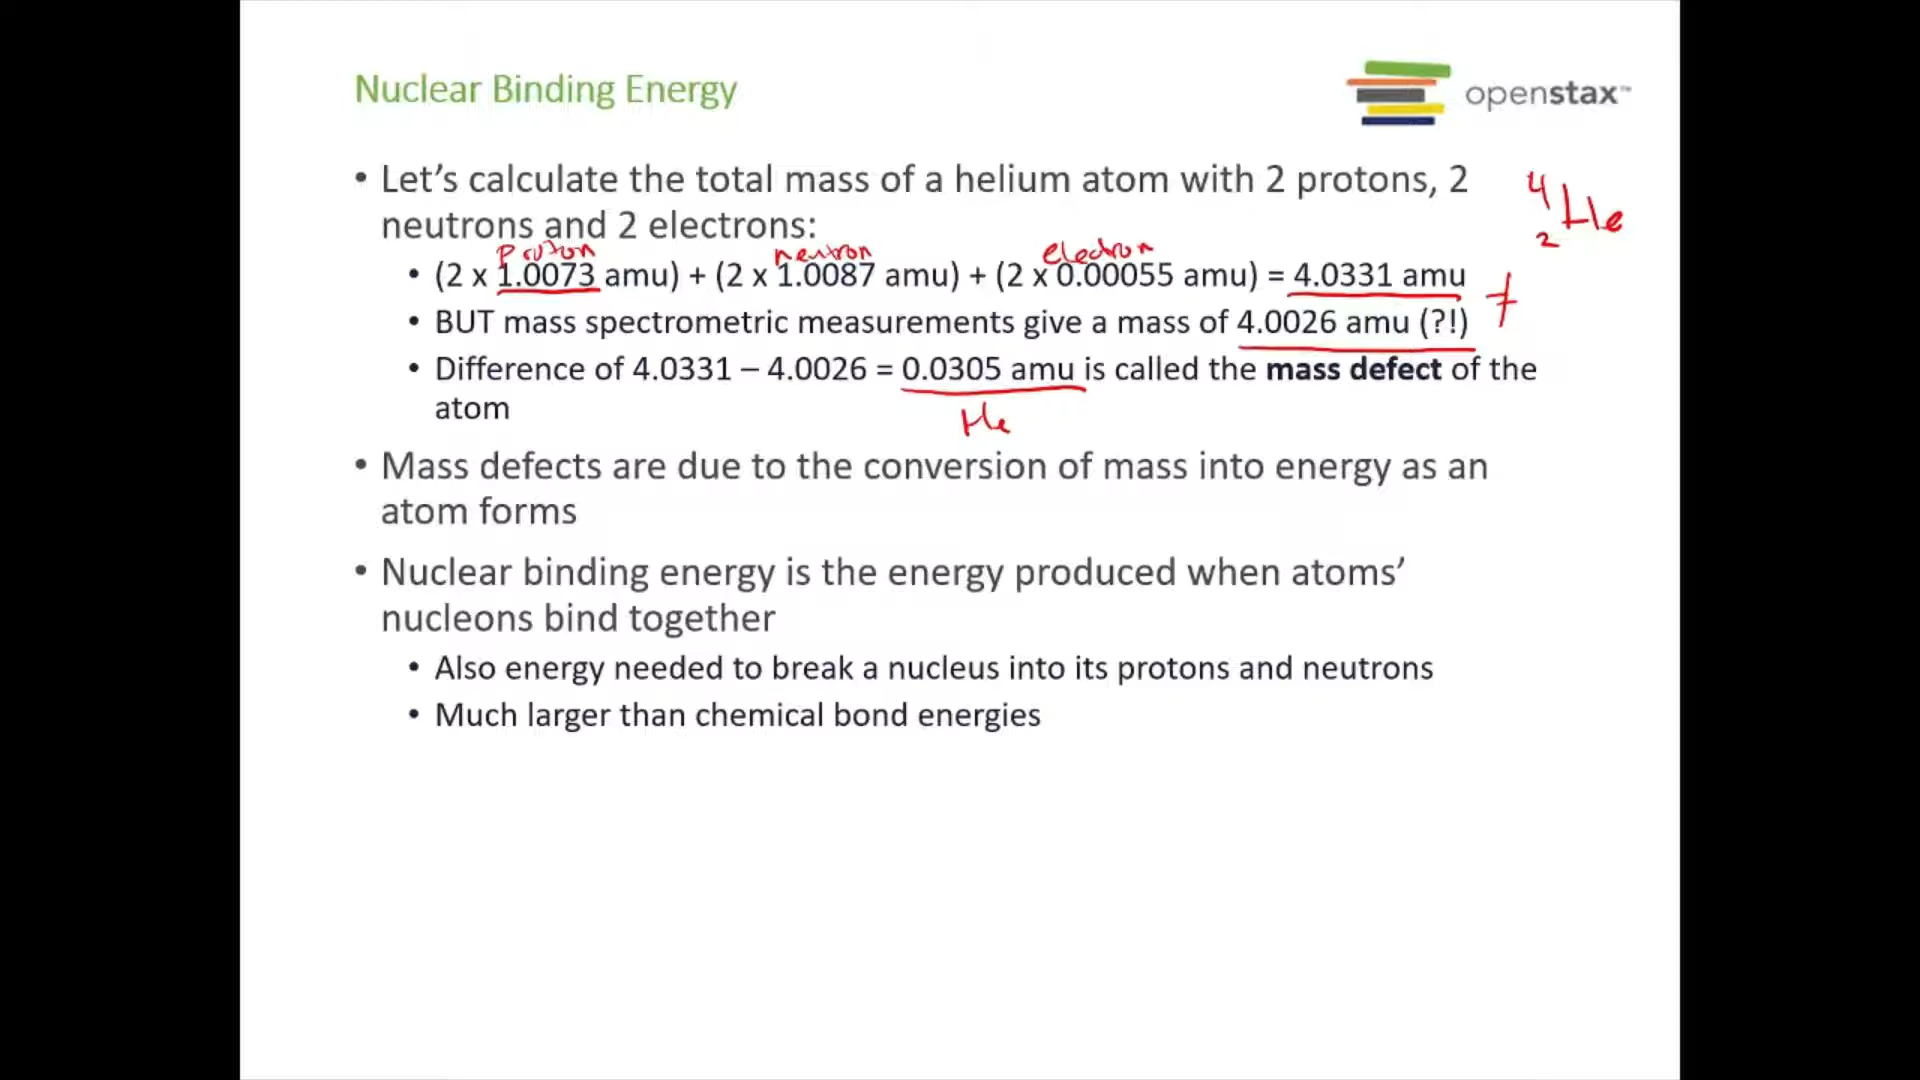 Nuclear Binding Energy
openstax™
• Let’s calculate the total mass of a helium atom with 2 protons, 2
neutrons and 2 electrons:
4
2 He
proton neutron electron
• (2 x 1.0073 amu) + (2 x 1.0087 amu) + (2 x 0.00055 amu) = 4.0331 amu
≠
• BUT mass spectrometric measurements give a mass of 4.0026 amu (?!)
• Difference of 4.0331 – 4.0026 = 0.0305 amu is called the mass defect of the
atom
He
• Mass defects are due to the conversion of mass into energy as an
atom forms
• Nuclear binding energy is the energy produced when atoms’
nucleons bind together
• Also energy needed to break a nucleus into its protons and neutrons
• Much larger than chemical bond energies